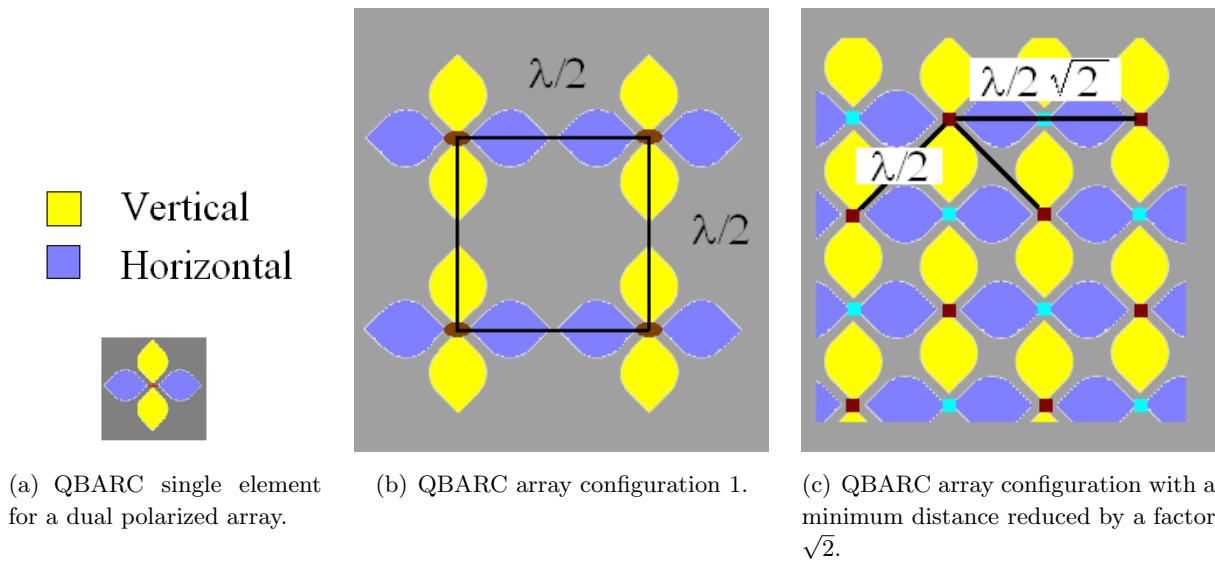 Vertical
Horizontal
λ/2
λ/2
λ/2 √2
λ/2
(a) QBARC single element
for a dual polarized array.
(b) QBARC array configuration 1.
(c) QBARC array configuration with a
minimum distance reduced by a factor
√2.